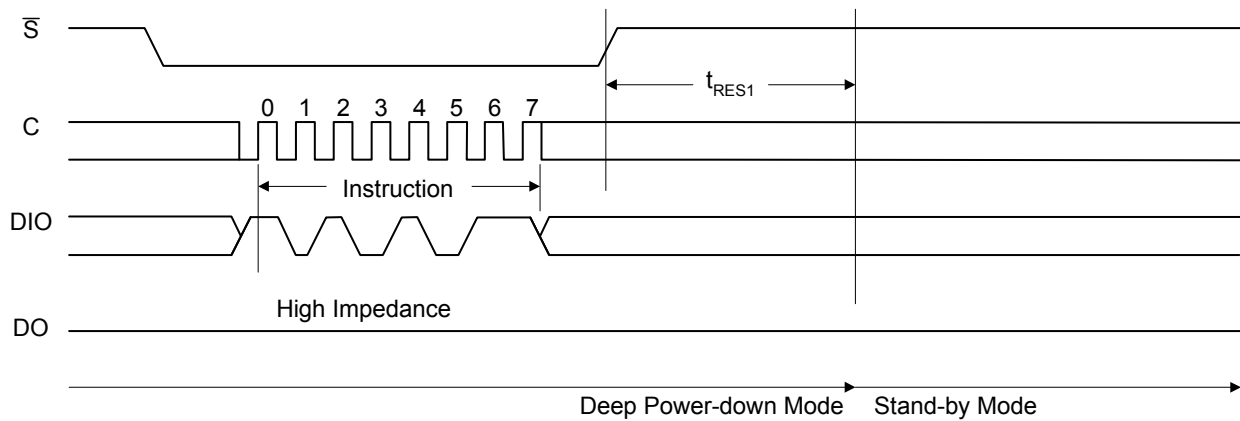 S̅
t_RES1
0 1 2 3 4 5 6 7
C
Instruction
DIO
High Impedance
DO
Deep Power-down Mode Stand-by Mode